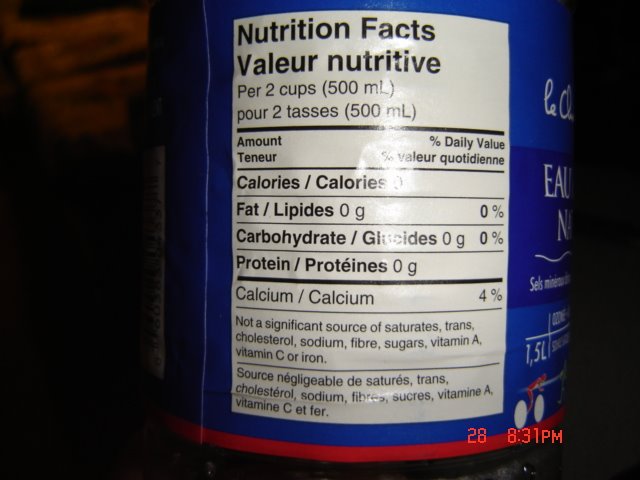 Nutrition Facts
Valeur nutritive
Per 2 cups (500 mL)
pour 2 tasses (500 mL)
Amount % Daily Value
Teneur % valeur quotidienne
Calories / Calories 0
Fat / Lipides 0 g 0 %
Carbohydrate / Glucides 0 g 0 %
Protein / Protéines 0 g
Calcium / Calcium 4 %
Not a significant source of saturates, trans,
cholesterol, sodium, fibre, sugars, vitamin A,
vitamin C or iron.
Source négligeable de saturés, trans,
cholestérol, sodium, fibres, sucres, vitamine A,
vitamine C et fer.
EAU
Sels minéraux
1,5L
28 8:31PM